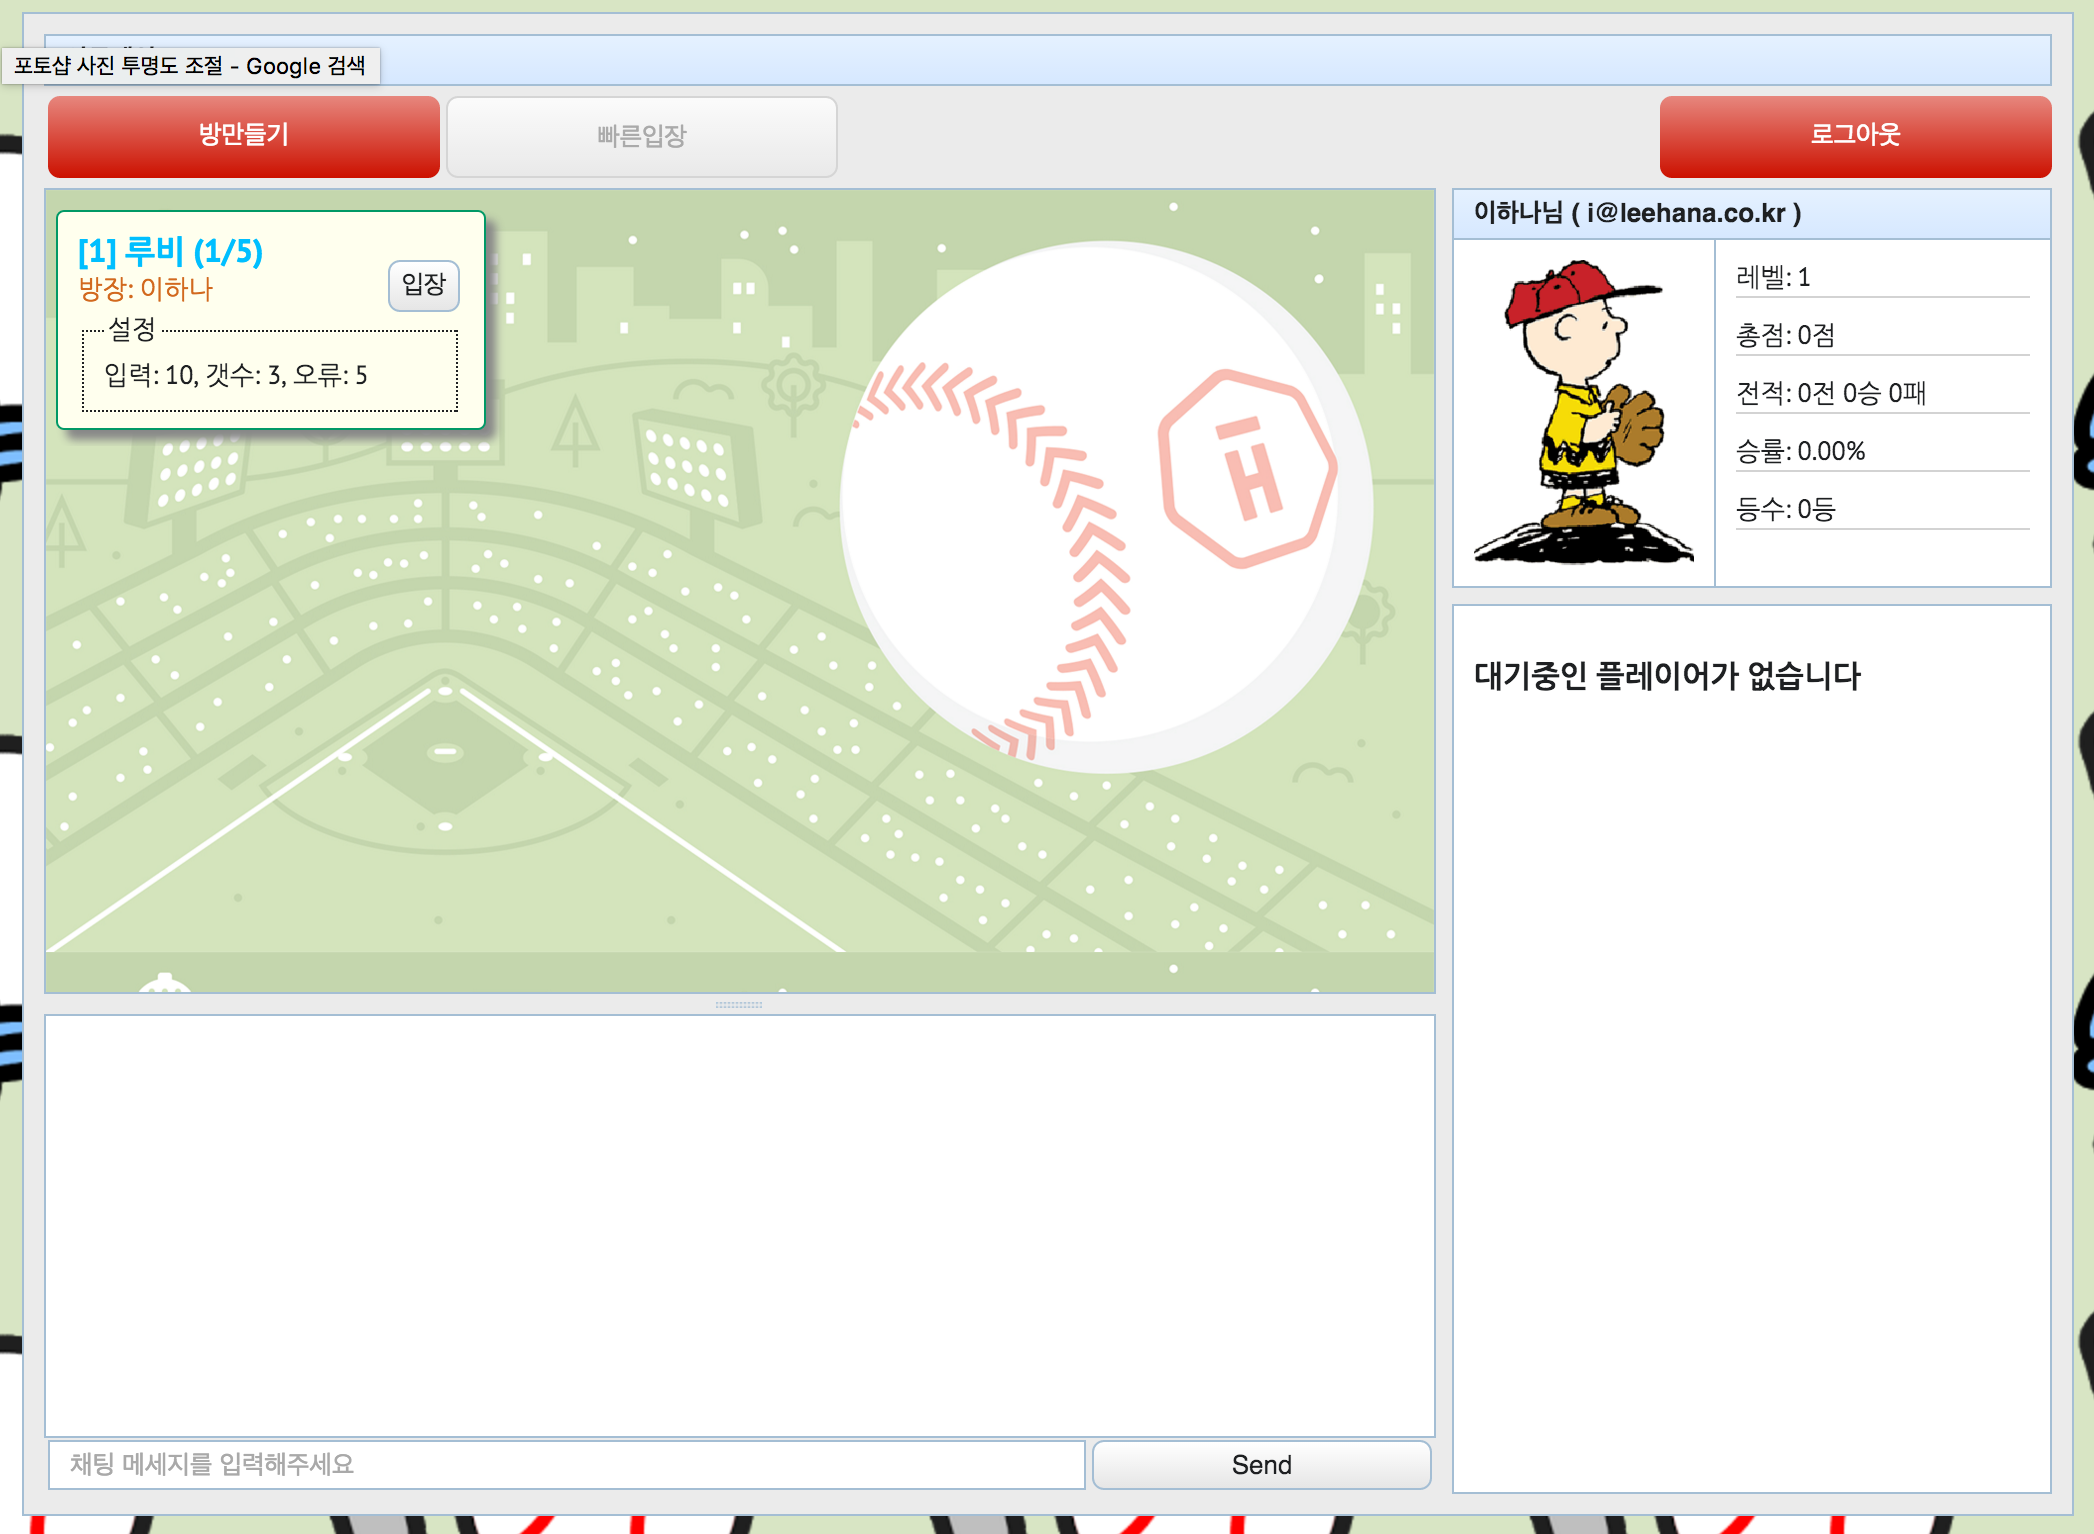 포토샵 사진 투명도 조절 - Google 검색
방만들기
빠른입장
로그아웃
[1] 루비 (1/5)
방장: 이하나
입장
설정
입력: 10, 갯수: 3, 오류: 5
H
이하나님 ( i@leehana.co.kr )
레벨: 1
총점: 0점
전적: 0전 0승 0패
승률: 0.00%
등수: 0등
대기중인 플레이어가 없습니다
채팅 메세지를 입력해주세요
Send